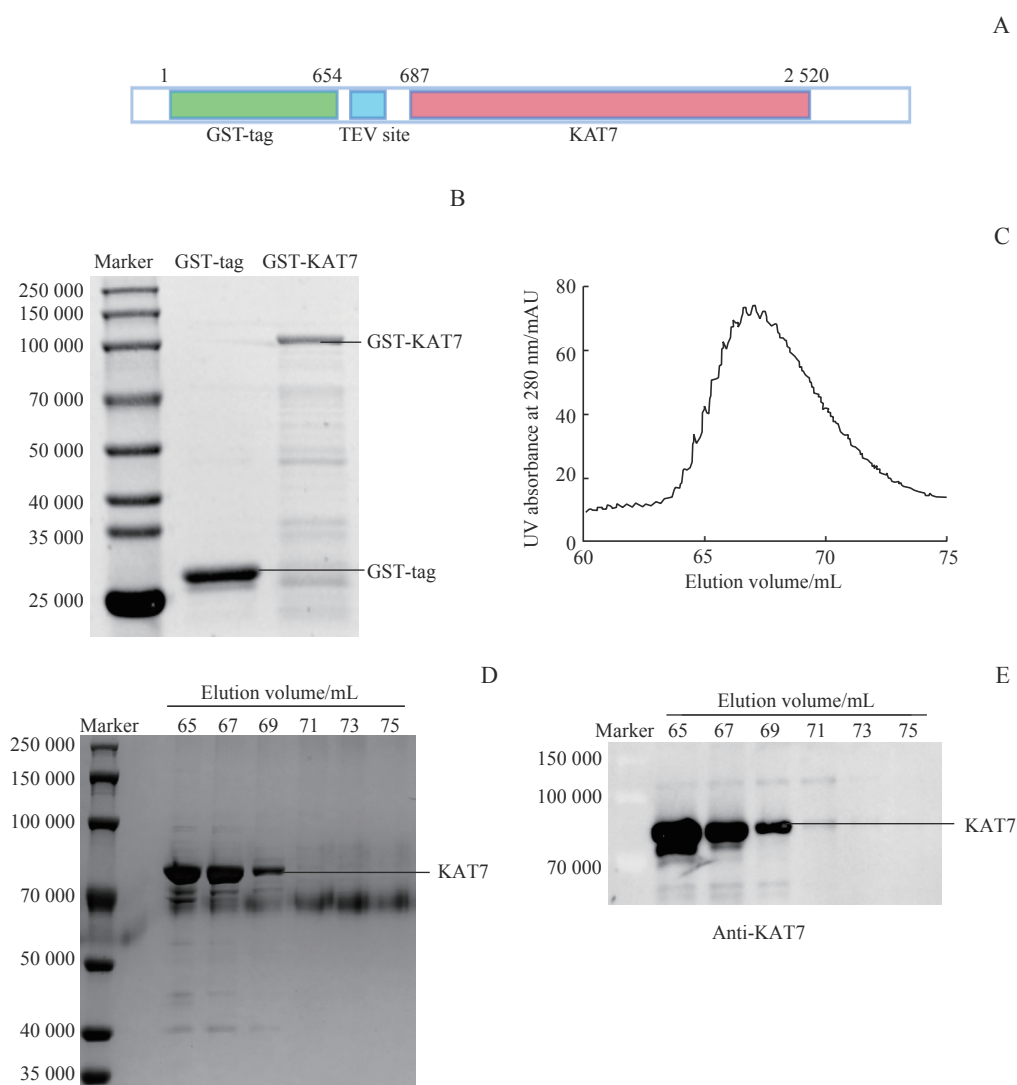 A
1 654 687 2 520
GST-tag TEV site KAT7
B
Marker GST-tag GST-KAT7
250 000
150 000
100 000
70 000
50 000
40 000
35 000
25 000
GST-KAT7
GST-tag
C
UV absorbance at 280 nm/mAU
80
60
40
20
0
60 65 70 75
Elution volume/mL
D
Elution volume/mL
Marker 65 67 69 71 73 75
250 000
150 000
100 000
70 000
50 000
40 000
35 000
KAT7
E
Elution volume/mL
Marker 65 67 69 71 73 75
150 000
100 000
70 000
KAT7
Anti-KAT7